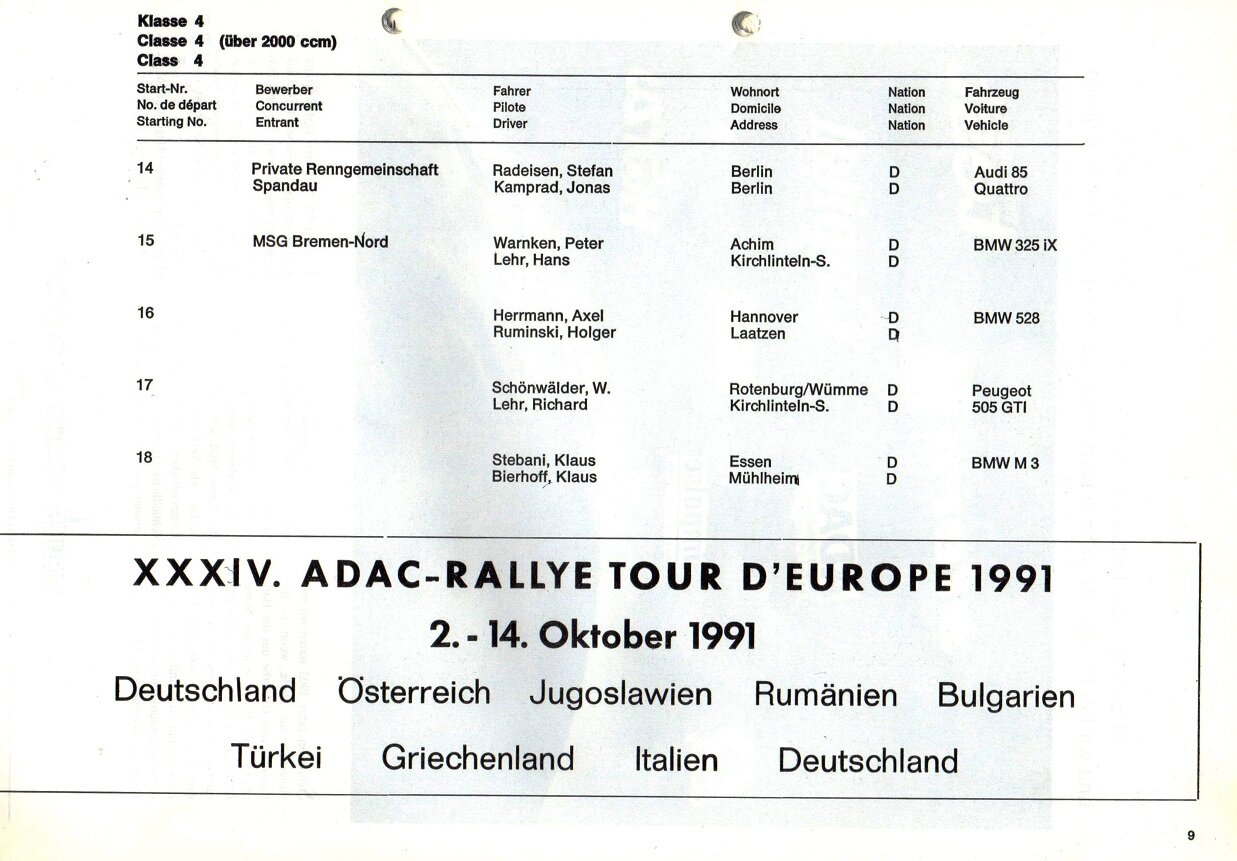 Klasse 4
Classe 4 (über 2000 ccm)
Class 4
Start-Nr. Bewerber Fahrer Wohnort Nation Fahrzeug
No. de départ Concurrent Pilote Domicile Nation Voiture
Starting No. Entrant Driver Address Nation Vehicle
14 Private Renngemeinschaft Radeisen, Stefan Berlin D Audi 85
Spandau Kamprad, Jonas Berlin D Quattro
15 MSG Bremen-Nord Warnken, Peter Achim D BMW 325 iX
Lehr, Hans Kirchlinteln-S. D
16 Herrmann, Axel Hannover D BMW 528
Ruminski, Holger Laatzen D
17 Schönwälder, W. Rotenburg/Wümme D Peugeot
Lehr, Richard Kirchlinteln-S. D 505 GTI
18 Stebani, Klaus Essen D BMW M 3
Bierhoff, Klaus Mühlheim D
XXXIV. ADAC-RALLYE TOUR D'EUROPE 1991
2. - 14. Oktober 1991
Deutschland Österreich Jugoslawien Rumänien Bulgarien
Türkei Griechenland Italien Deutschland
9